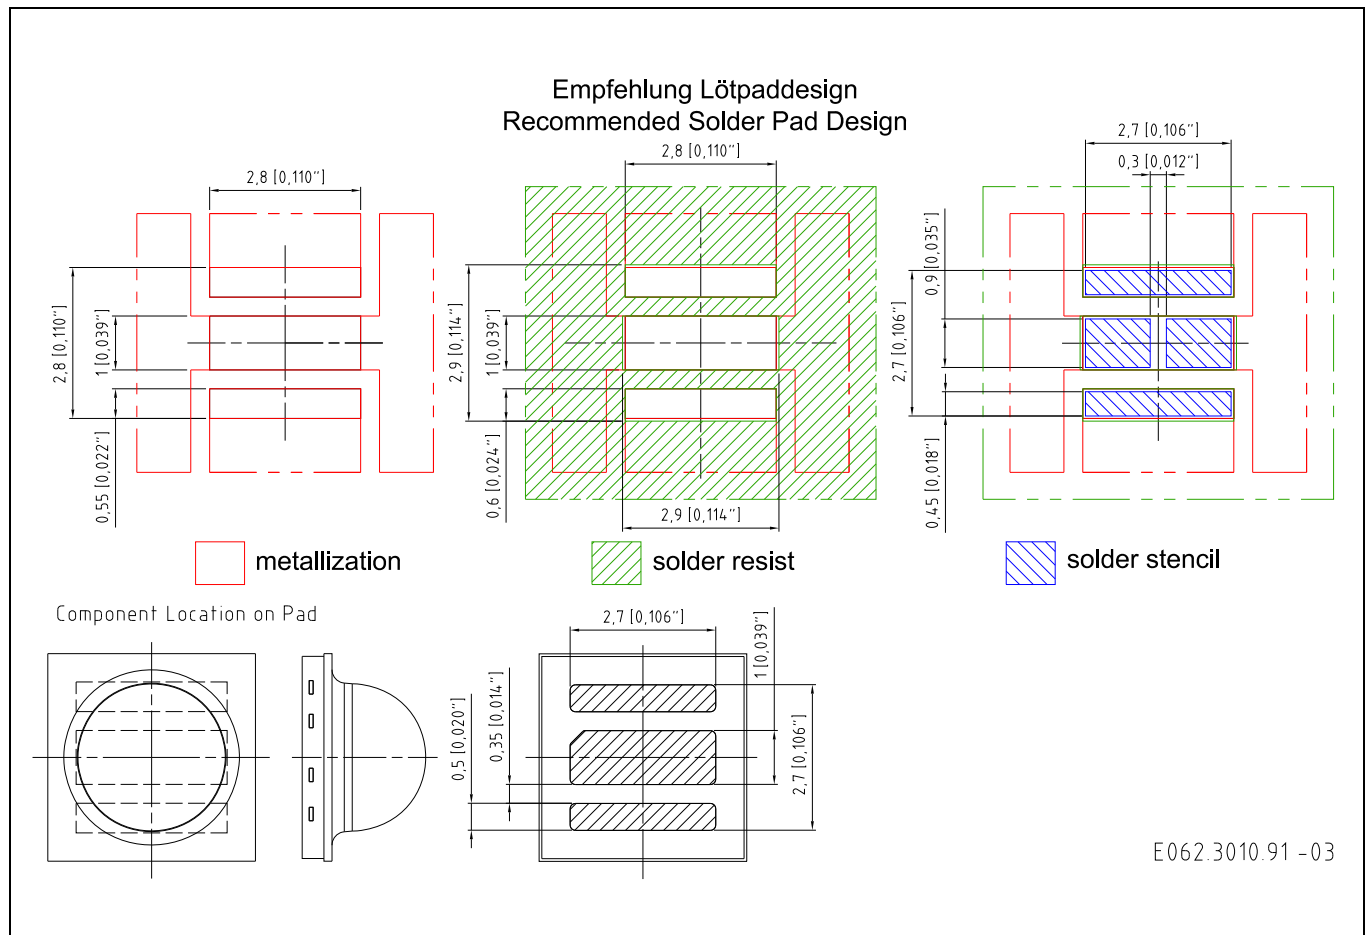 Empfehlung Lötpaddesign
Recommended Solder Pad Design
2,8 [0,110"]
2,8 [0,110"]
1 [0,039"]
0,55 [0,022"]
2,8 [0,110"]
2,9 [0,114"]
1 [0,039"]
0,6 [0,024"]
2,9 [0,114"]
2,7 [0,106"]
0,3 [0,012"]
0,9 [0,035"]
2,7 [0,106"]
0,45 [0,018"]
metallization
solder resist
solder stencil
Component Location on Pad
2,7 [0,106"]
1 [0,039"]
0,35 [0,014"]
0,5 [0,020"]
2,7 [0,106"]
E062.3010.91 -03